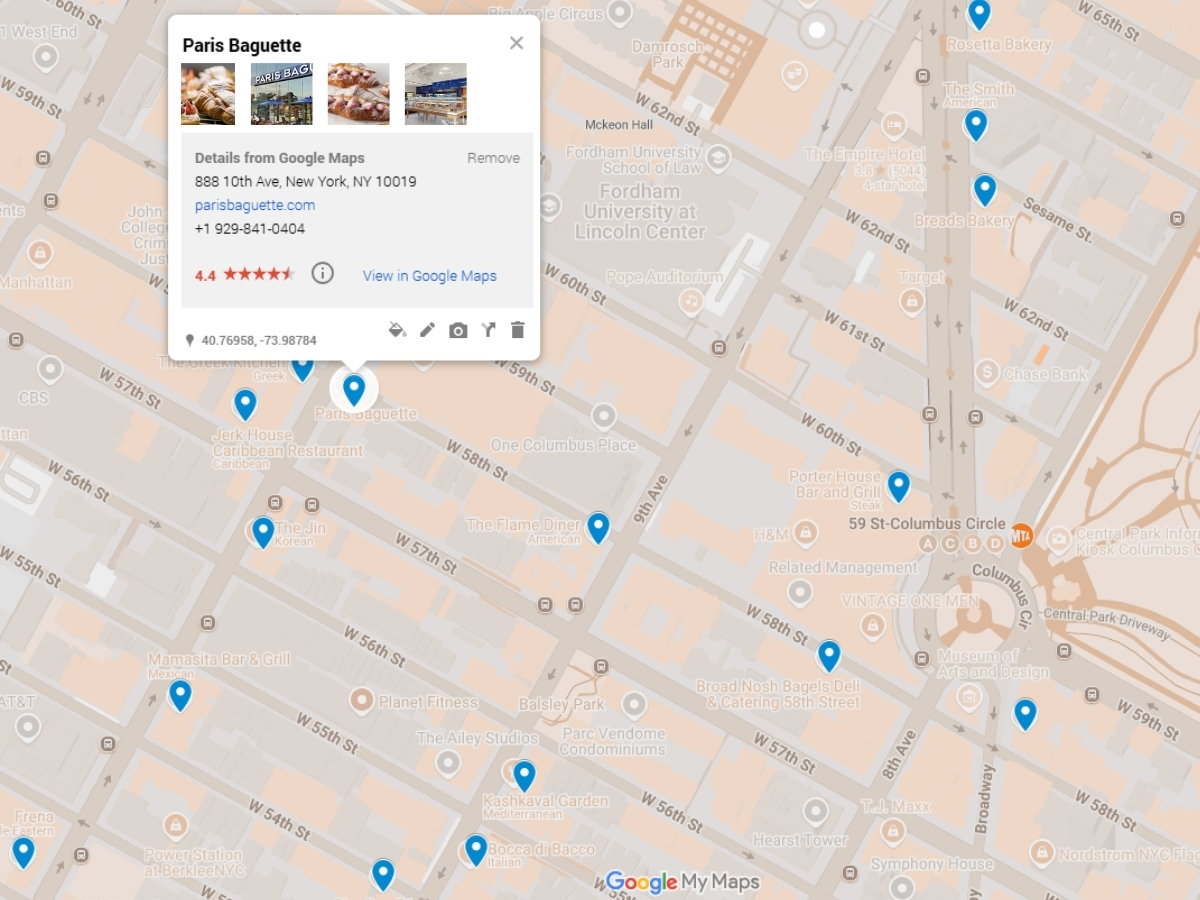 Paris Baguette
PARIS BAGU
Details from Google Maps
Remove
888 10th Ave, New York, NY 10019
parisbaguette.com
+1 929-841-0404
4.4
View in Google Maps
40.76958, -73.98784
60th St
1 West End
W 59th St
Big Apple Circus
Damrosch
Park
W 62nd St
Mckeon Hall
Fordham University
School of Law
Fordham
University at
Lincoln Center
W 65th St
Rosetta Bakery
The Smith
American
The Empire Hotel
3.8 (5044)
4-star hotel
Breads Bakery
Sesame St.
W 62nd St
Pope Auditorium
Target
W 60th St
W 61st St
W 62nd St
Chase Bank
John
College
Crim
Just
Manhattan
CBS
W 57th St
The Greek Kitchen
Greek
Paris Baguette
W 59th St
Jerk House
Caribbean Restaurant
Caribbean
One Columbus Place
W 60th St
W 58th St
W 56th St
9th Ave
Porter House
Bar and Grill
Steak
59 St-Columbus Circle
MTA
A C B D
The Jin
Korean
The Flame Diner
American
H&M
Central Park Infor
Kiosk Columbus C
W 57th St
W 55th St
Related Management
Columbus Cir
VINTAGE ONE MEN
Central Park Driveway
W 58th St
W 56th St
Mamasita Bar & Grill
Mexican
Museum of
Arts and Design
AT&T
Planet Fitness
Balsley Park
Broad Nosh Bagels Deli
& Catering 58th Street
W 59th St
W 55th St
The Ailey Studios
Parc Vendome
Condominiums
W 57th St
8th Ave
Broadway
Kashkaval Garden
Mediterranean
W 56th St
W 58th St
T.J. Maxx
Frena
le Eastern
W 54th St
Hearst Tower
Power Station
at BerkleeNYC
Bocca di Bacco
Italian
Symphony House
Nordstrom NYC Flag
W 55th
Google My Maps